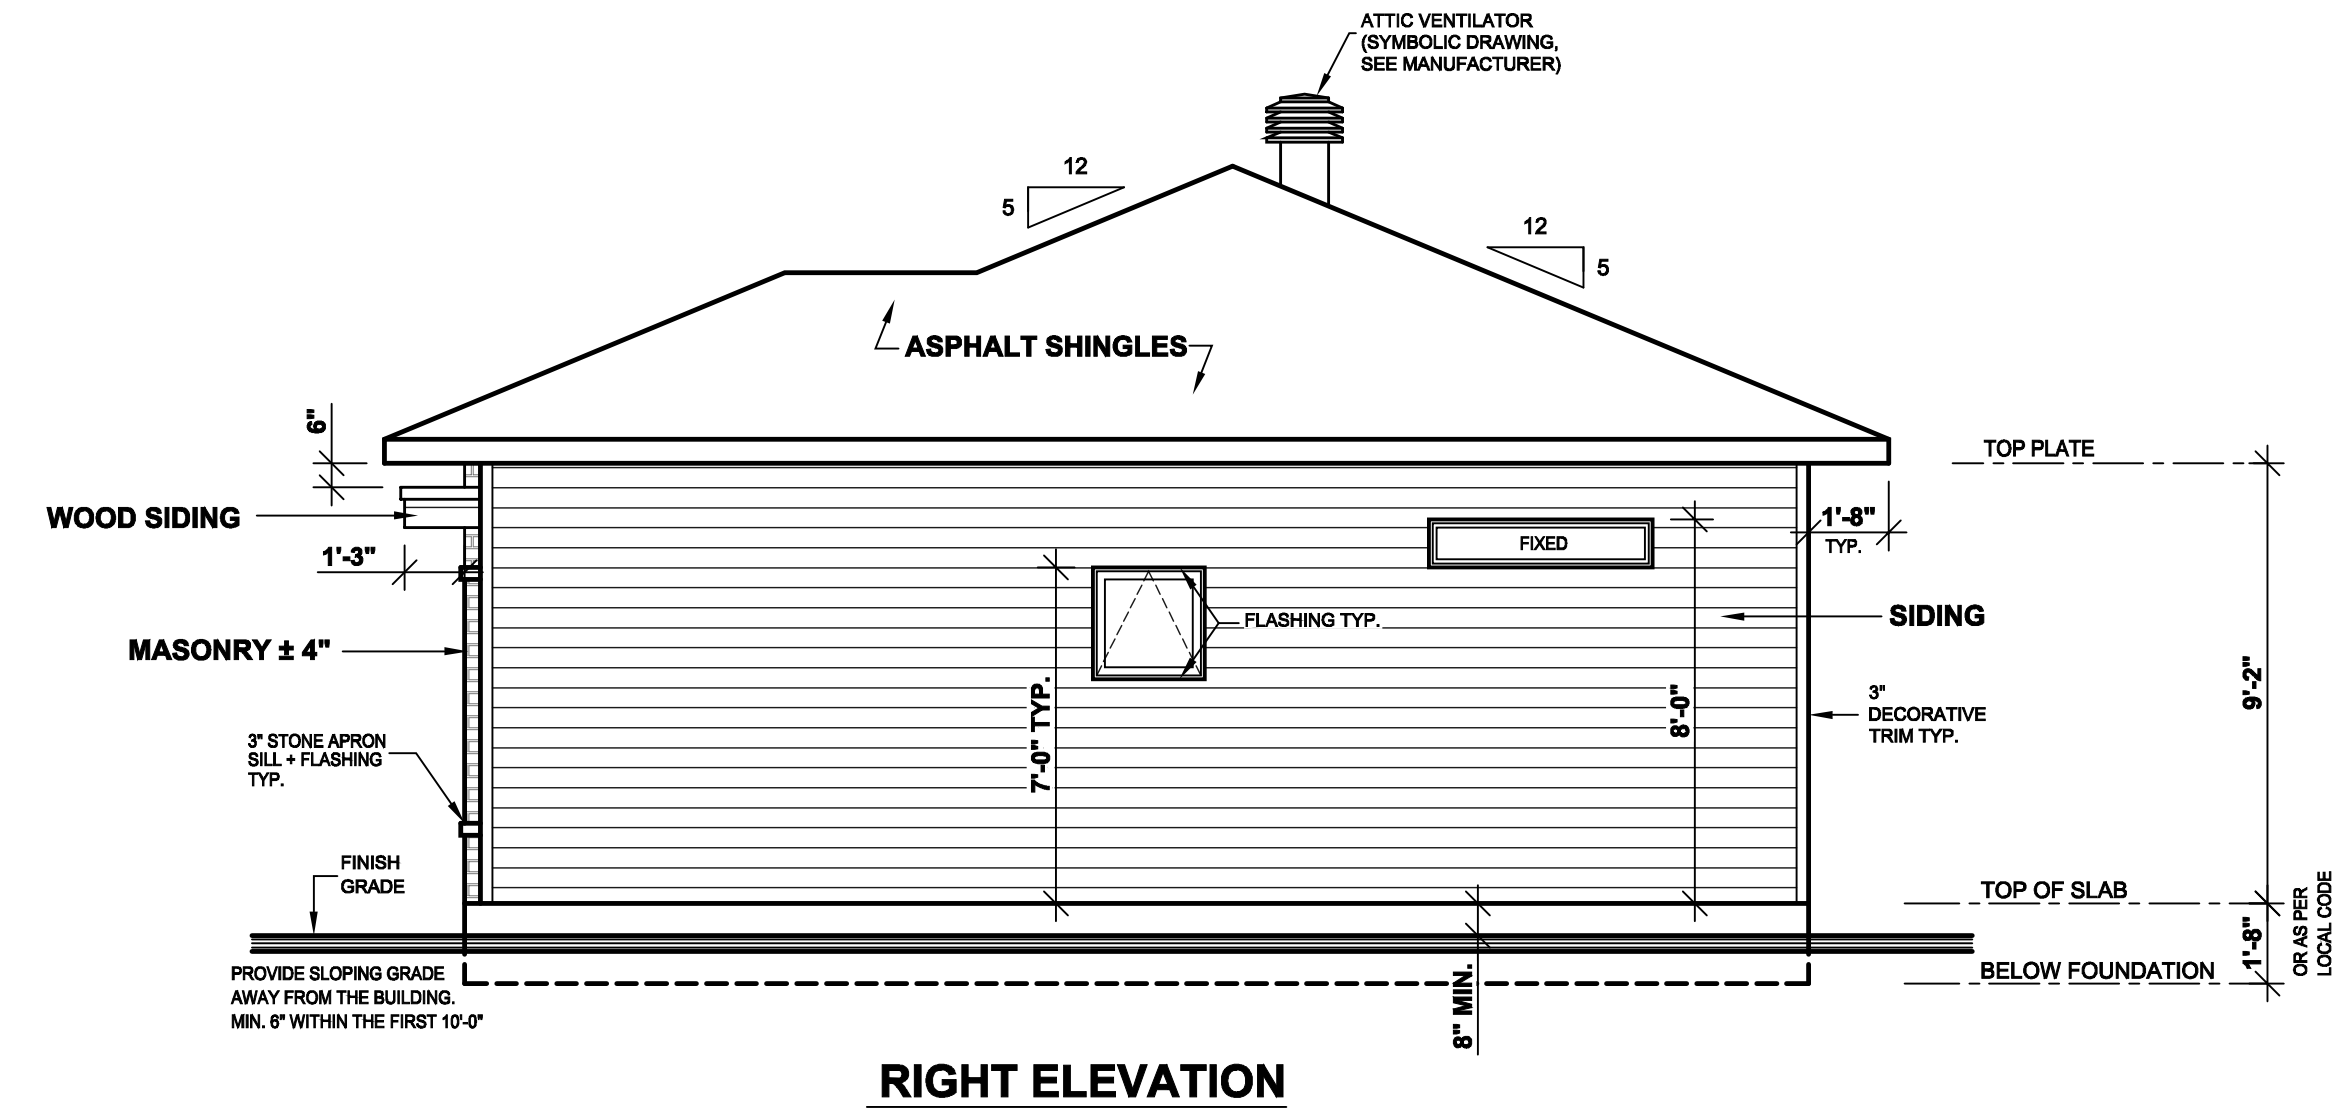 ATTIC VENTILATOR
(SYMBOLIC DRAWING,
SEE MANUFACTURER)
12
5
12
5
ASPHALT SHINGLES
6"
TOP PLATE
WOOD SIDING
1'-8"
TYP.
FIXED
1'-3"
FLASHING TYP.
SIDING
MASONRY ± 4"
7'-0" TYP.
8'-0"
9'-2"
3"
DECORATIVE
TRIM TYP.
3" STONE APRON
SILL + FLASHING
TYP.
FINISH
GRADE
TOP OF SLAB
1'-8"
OR AS PER
LOCAL CODE
BELOW FOUNDATION
PROVIDE SLOPING GRADE
AWAY FROM THE BUILDING.
MIN. 6" WITHIN THE FIRST 10'-0"
8" MIN.
RIGHT ELEVATION